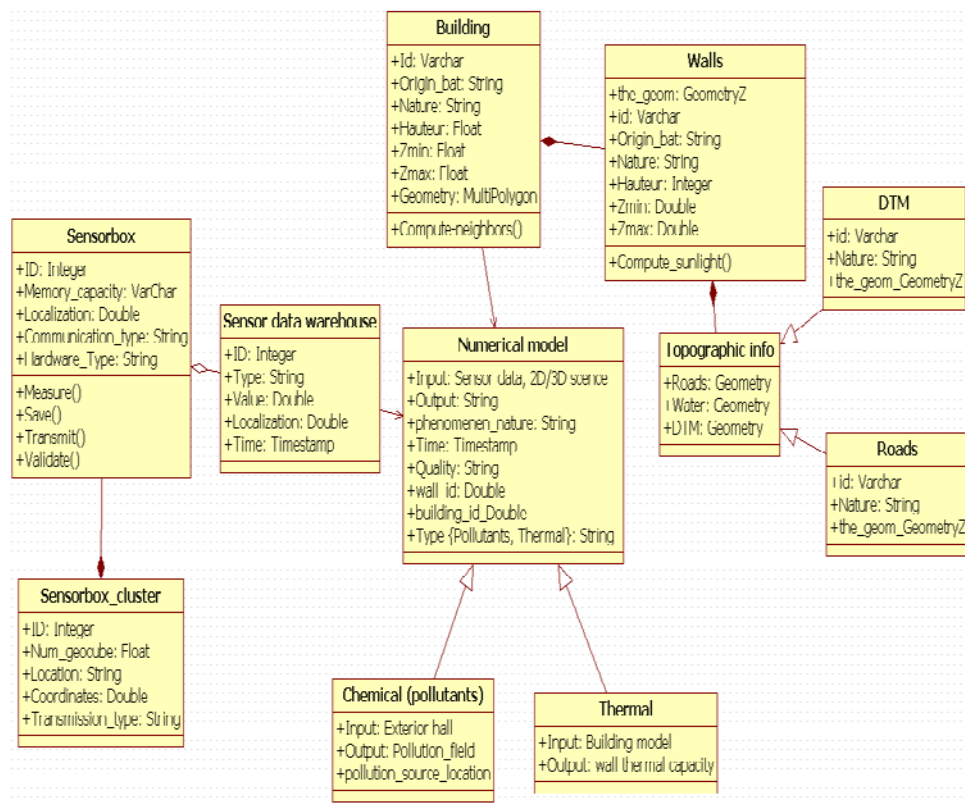 Building
+Id: Varchar
+Origin_bat: String
+Nature: String
+Hauteur: Float
+Zmin: Float
+Zmax: Float
+Geometry: MultiPolygon
+Compute-neighbors()
Walls
+the_geom: GeometryZ
+id: Varchar
+Origin_bat: String
+Nature: String
+Hauteur: Integer
+Zmin: Double
+Zmax: Double
+Compute_sunlight()
DTM
+id: Varchar
+Nature: String
+the_geom_GeometryZ
Sensorbox
+ID: Integer
+Memory_capacity: VarChar
+Localization: Double
+Communication_type: String
+Hardware_Type: String
+Measure()
+Save()
+Transmit()
+Validate()
Sensor data warehouse
+ID: Integer
+Type: String
+Value: Double
+Localization: Double
+Time: Timestamp
Numerical model
+Input: Sensor data, 2D/3D scence
+Output: String
+phenomenen_nature: String
+Time: Timestamp
+Quality: String
+wall_id: Double
+building_id_Double
+Type {Pollutants, Thermal}: String
Topographic info
+Roads: Geometry
+Water: Geometry
+DTM: Geometry
Roads
+id: Varchar
+Nature: String
+the_geom_GeometryZ
Sensorbox_cluster
+ID: Integer
+Num_geocube: Float
+Location: String
+Coordinates: Double
+Transmission_type: String
Chemical (pollutants)
+Input: Exterior hall
+Output: Pollution_field
+pollution_source_location
Thermal
+Input: Building model
+Output: wall thermal capacity